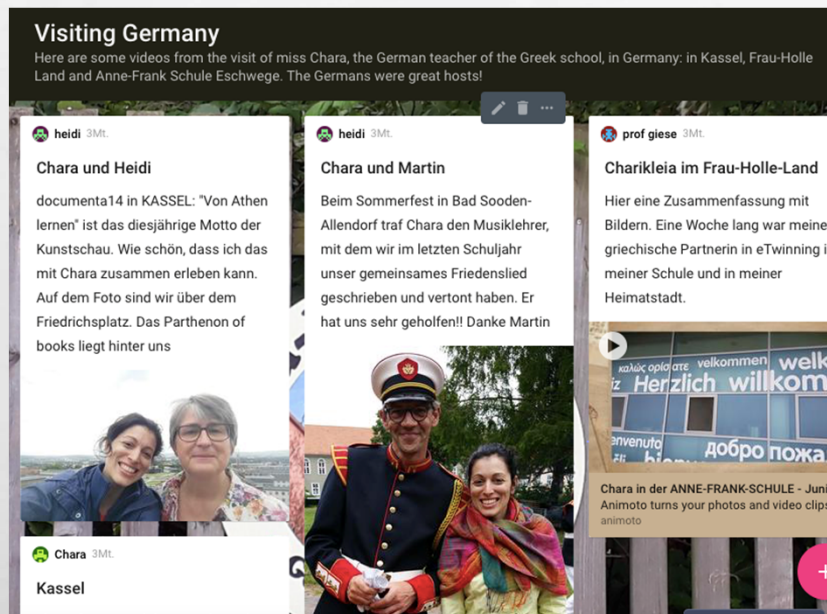 Visiting Germany
Here are some videos from the visit of miss Chara, the German teacher of the Greek school, in Germany: in Kassel, Frau-Holle
Land and Anne-Frank Schule Eschwege. The Germans were great hosts!
heidi 3Mt.
Chara und Heidi
documenta14 in KASSEL: "Von Athen
lernen" ist das diesjährige Motto der
Kunstschau. Wie schön, dass ich das
mit Chara zusammen erleben kann.
Auf dem Foto sind wir über dem
Friedrichsplatz. Das Parthenon of
books liegt hinter uns
Chara 3Mt.
Kassel
heidi 3Mt.
Chara und Martin
Beim Sommerfest in Bad Sooden-
Allendorf traf Chara den Musiklehrer,
mit dem wir im letzten Schuljahr
unser gemeinsames Friedenslied
geschrieben und vertont haben. Er
hat uns sehr geholfen!! Danke Martin
prof giese 3Mt.
Charikleia im Frau-Holle-Land
Hier eine Zusammenfassung mit
Bildern. Eine Woche lang war meine
griechische Partnerin in eTwinning i
meiner Schule und in meiner
Heimatstadt.
καλώς velkommen welk
Herzlich willkom
envenuto
добро пожа
Chara in der ANNE-FRANK-SCHULE - Juni
Animoto turns your photos and video clips
animoto